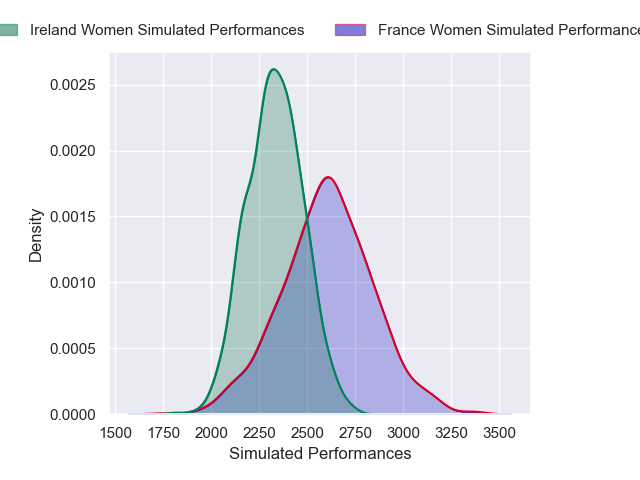 Ireland Women Simulated Performances France Women Simulated Performance
0.0025
0.0020
0.0015
0.0010
0.0005
0.0000
Density
1500 1750 2000 2250 2500 2750 3000 3250 3500
Simulated Performances